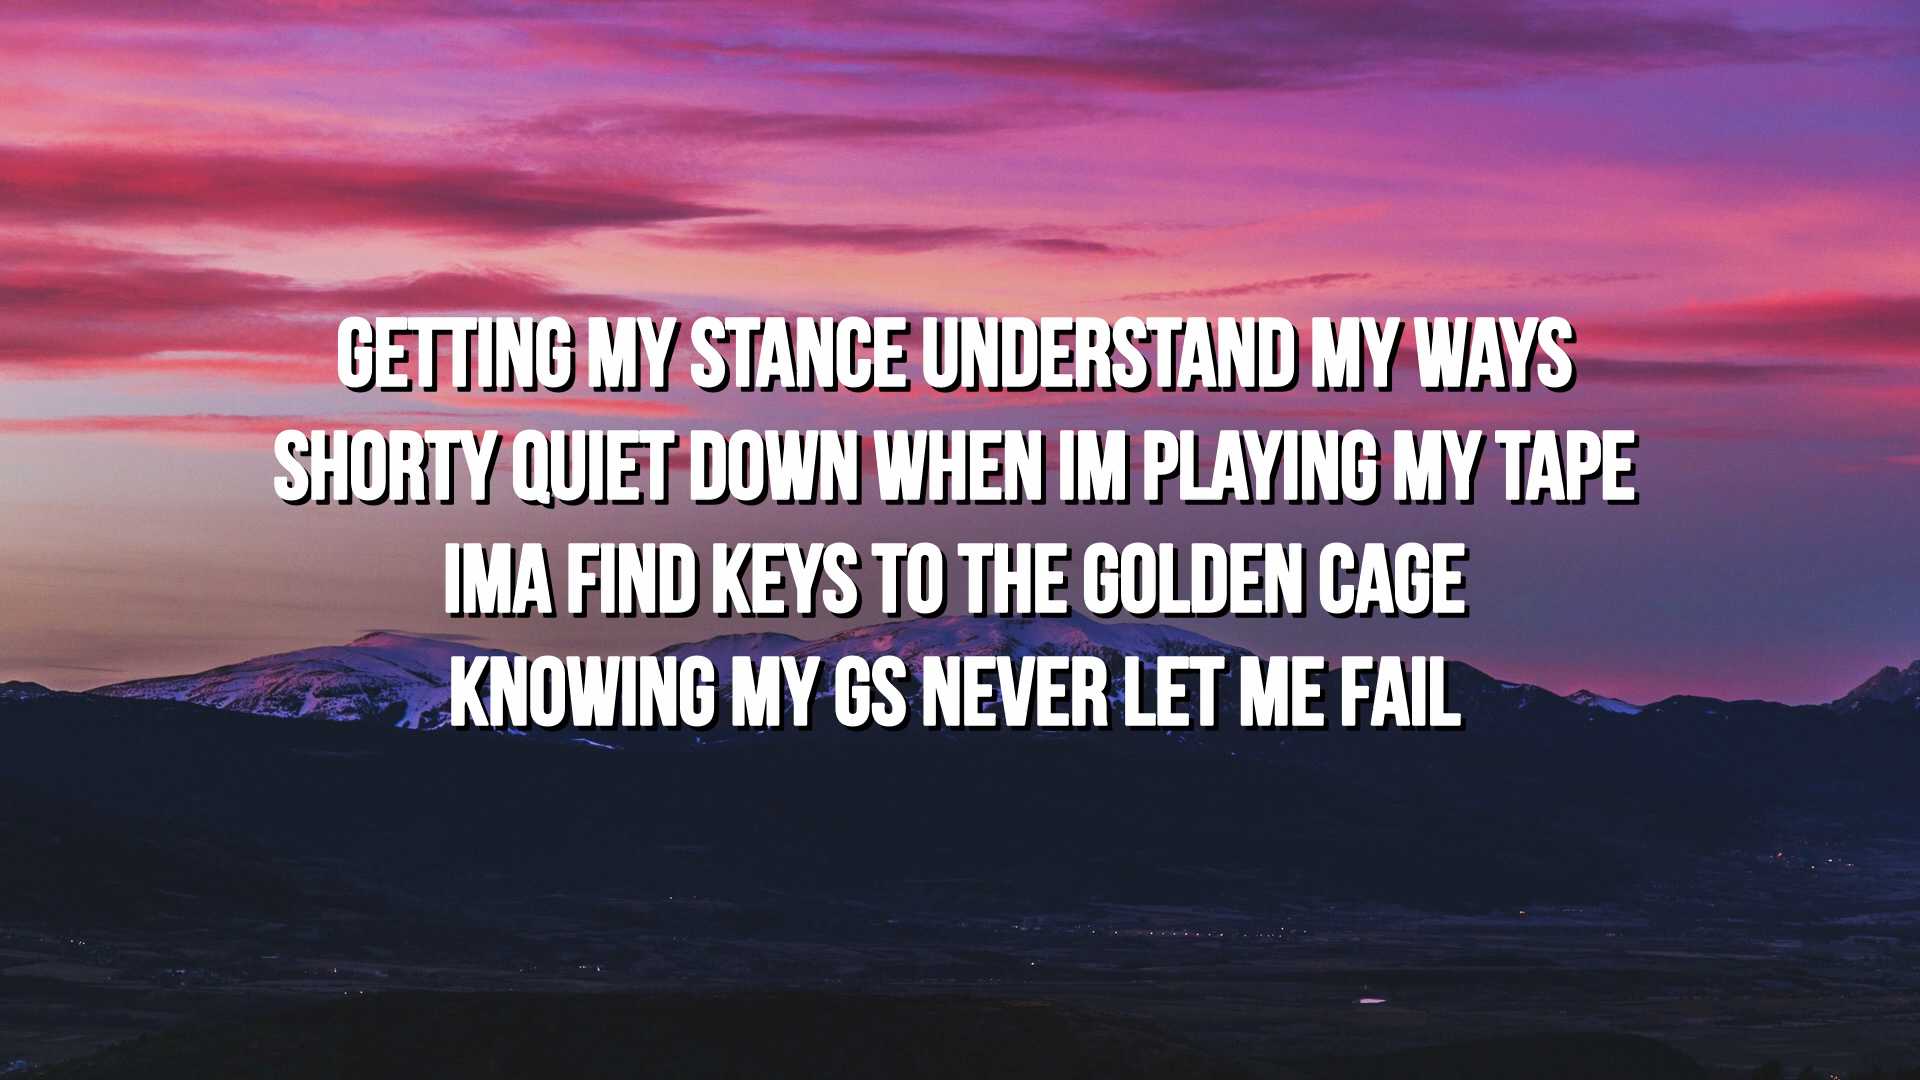 GETTING MY STANCE UNDERSTAND MY WAYS
SHORTY QUIET DOWN WHEN IM PLAYING MY TAPE
IMA FIND KEYS TO THE GOLDEN CAGE
KNOWING MY GS NEVER LET ME FAIL